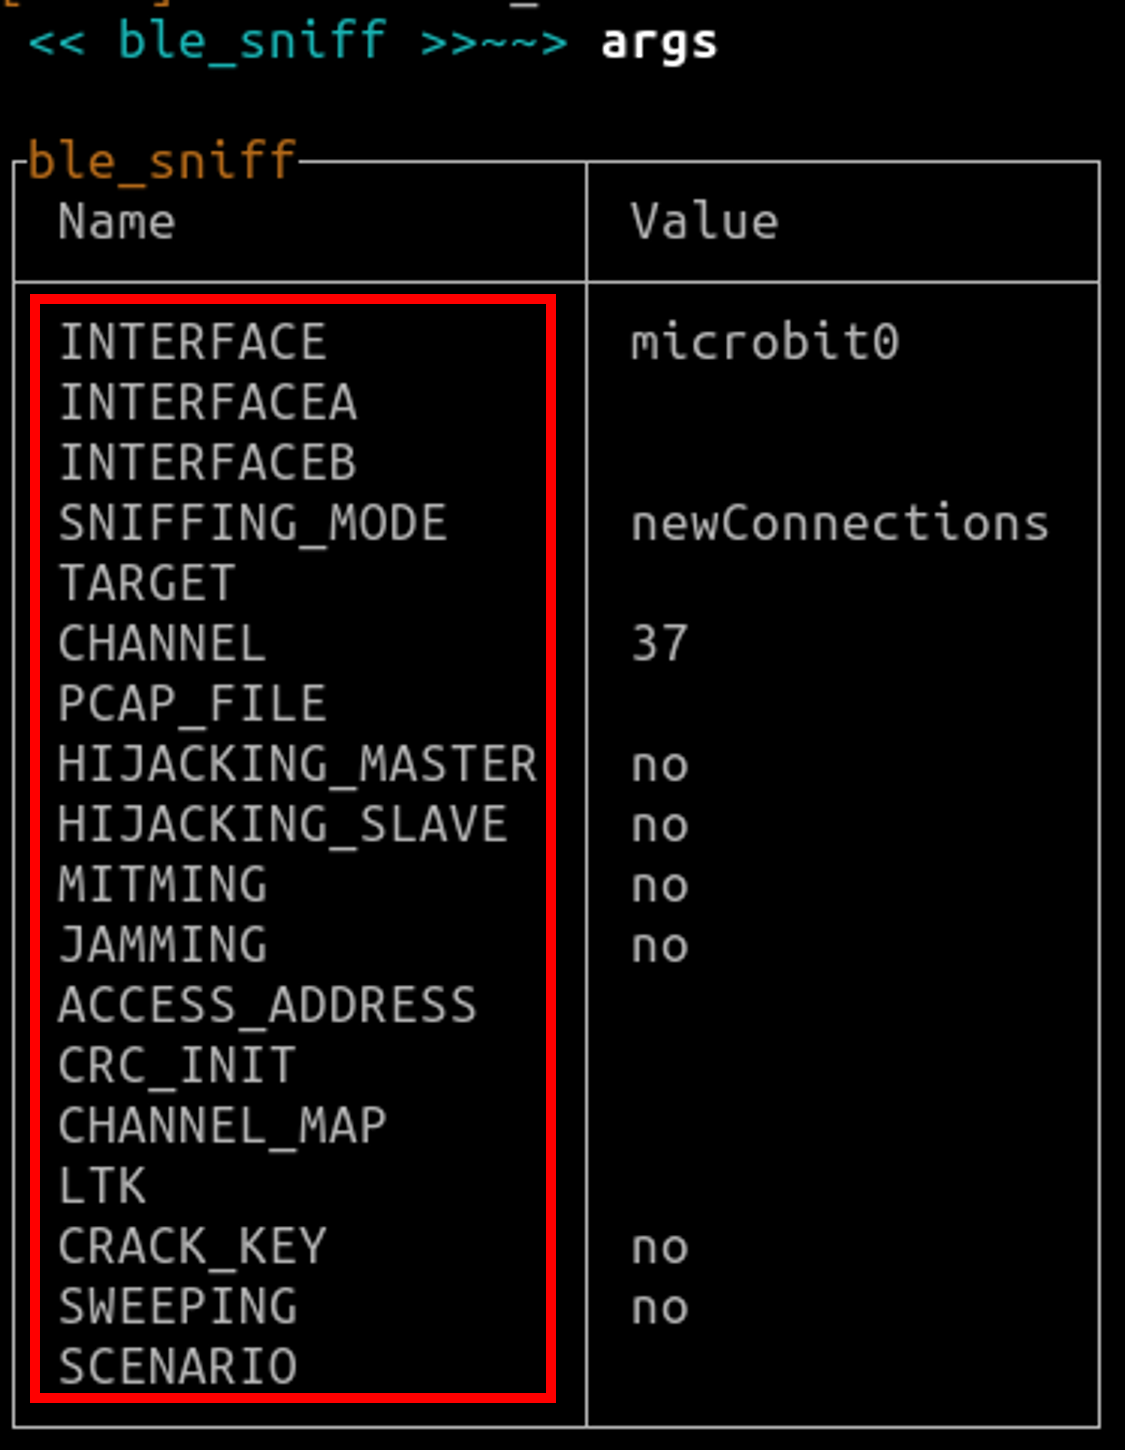 << ble_sniff >>~~> args
ble_sniff
Name Value
INTERFACE microbit0
INTERFACEA
INTERFACEB
SNIFFING_MODE newConnections
TARGET
CHANNEL 37
PCAP_FILE
HIJACKING_MASTER no
HIJACKING_SLAVE no
MITMING no
JAMMING no
ACCESS_ADDRESS
CRC_INIT
CHANNEL_MAP
LTK
CRACK_KEY no
SWEEPING no
SCENARIO